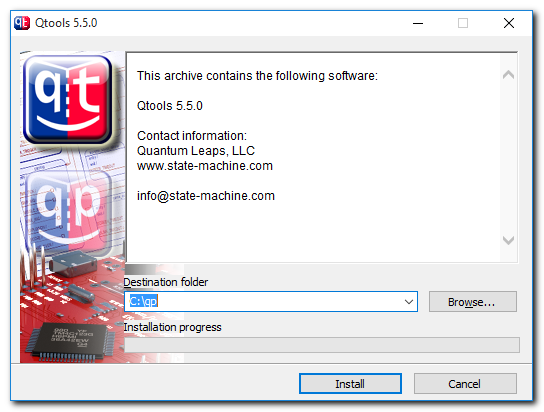 Qtools 5.5.0
qt
qp
This archive contains the following software:
Qtools 5.5.0
Contact information:
Quantum Leaps, LLC
www.state-machine.com
info@state-machine.com
Destination folder
C:\qp
Browse...
Installation progress
Install
Cancel